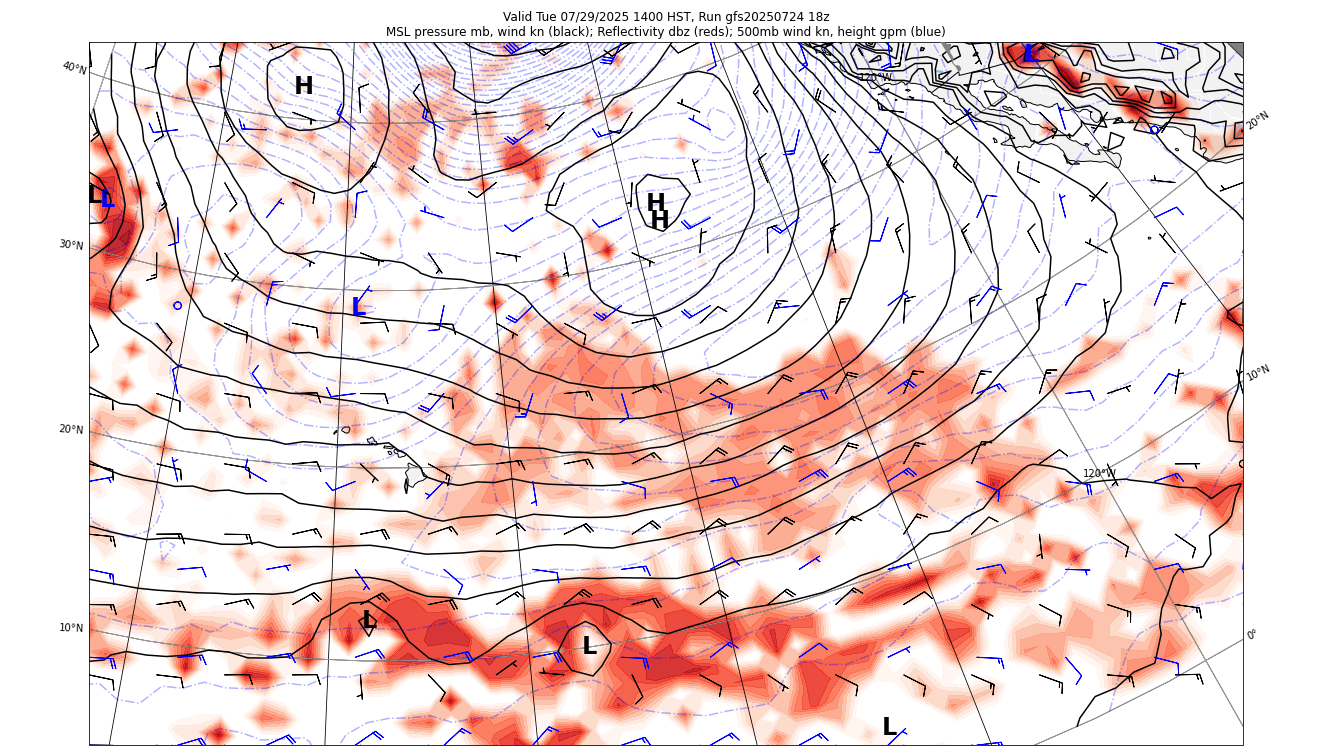 Valid Tue 07/29/2025 1400 HST, Run gfs20250724 18z
MSL pressure mb, wind kn (black); Reflectivity dbz (reds); 500mb wind kn, height gpm (blue)
L
40°N
120°W
H
20°N
L
L
H
H
30°N
L
10°N
20°N
120°W
L
10°N
0°
L
L